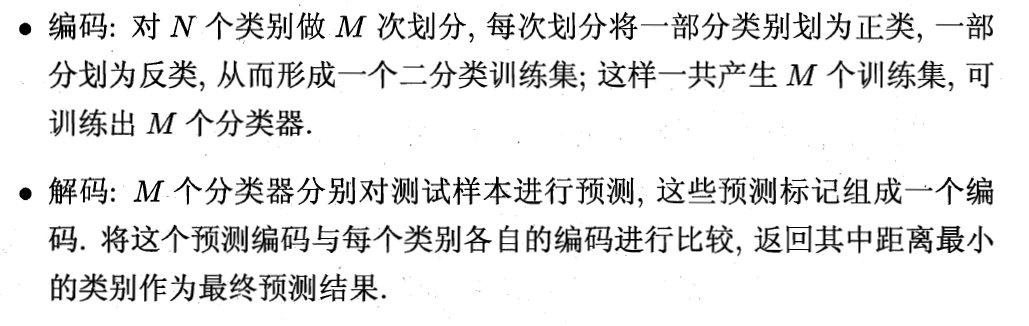 • 编码: 对 N 个类别做 M 次划分, 每次划分将一部分类别划为正类, 一部
分划为反类, 从而形成一个二分类训练集; 这样一共产生 M 个训练集, 可
训练出 M 个分类器.
• 解码: M 个分类器分别对测试样本进行预测, 这些预测标记组成一个编
码. 将这个预测编码与每个类别各自的编码进行比较, 返回其中距离最小
的类别作为最终预测结果.